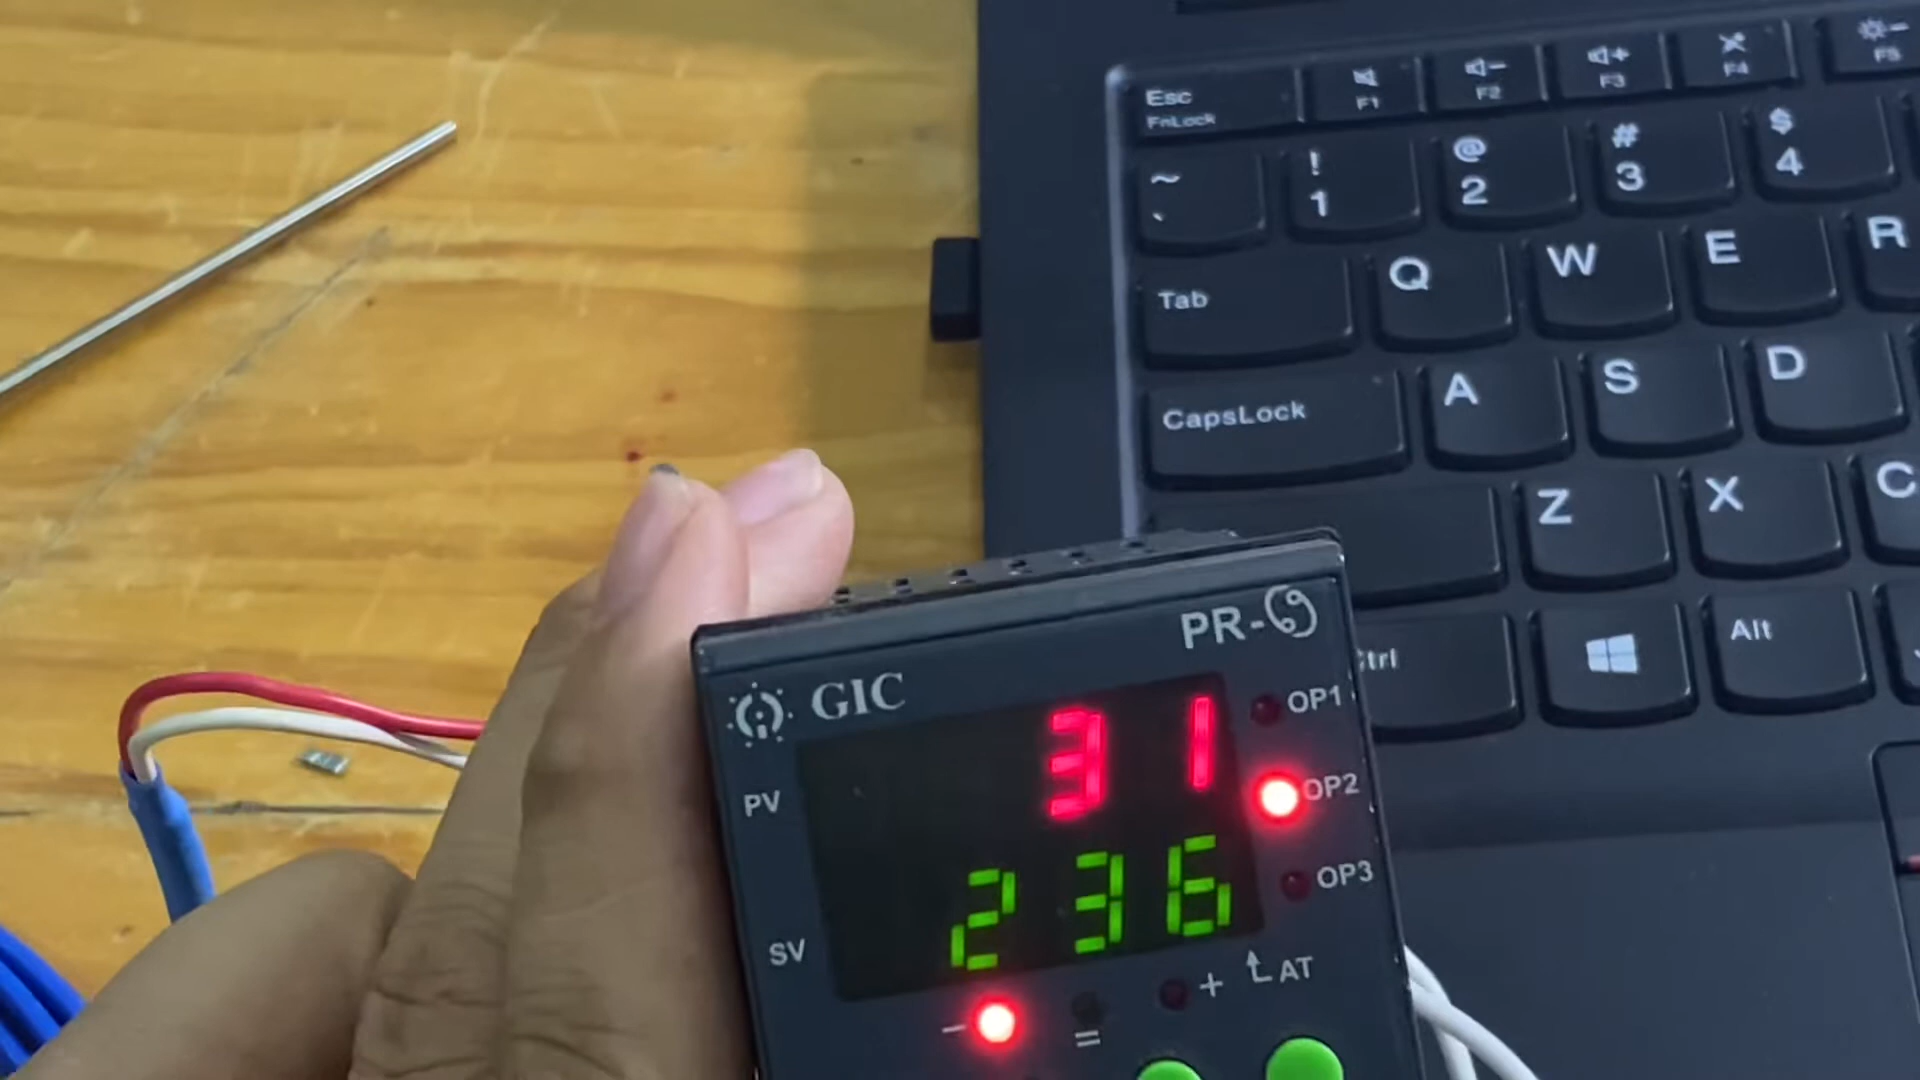 Esc F1 F2 F3 F4 F5
FnLock
~ ! @ # $
` 1 2 3 4
Tab Q W E R
CapsLock A S D
Z X C
Ctrl Alt
PR-69
GIC
31 OP1
PV OP2
236 OP3
SV
- = + AT